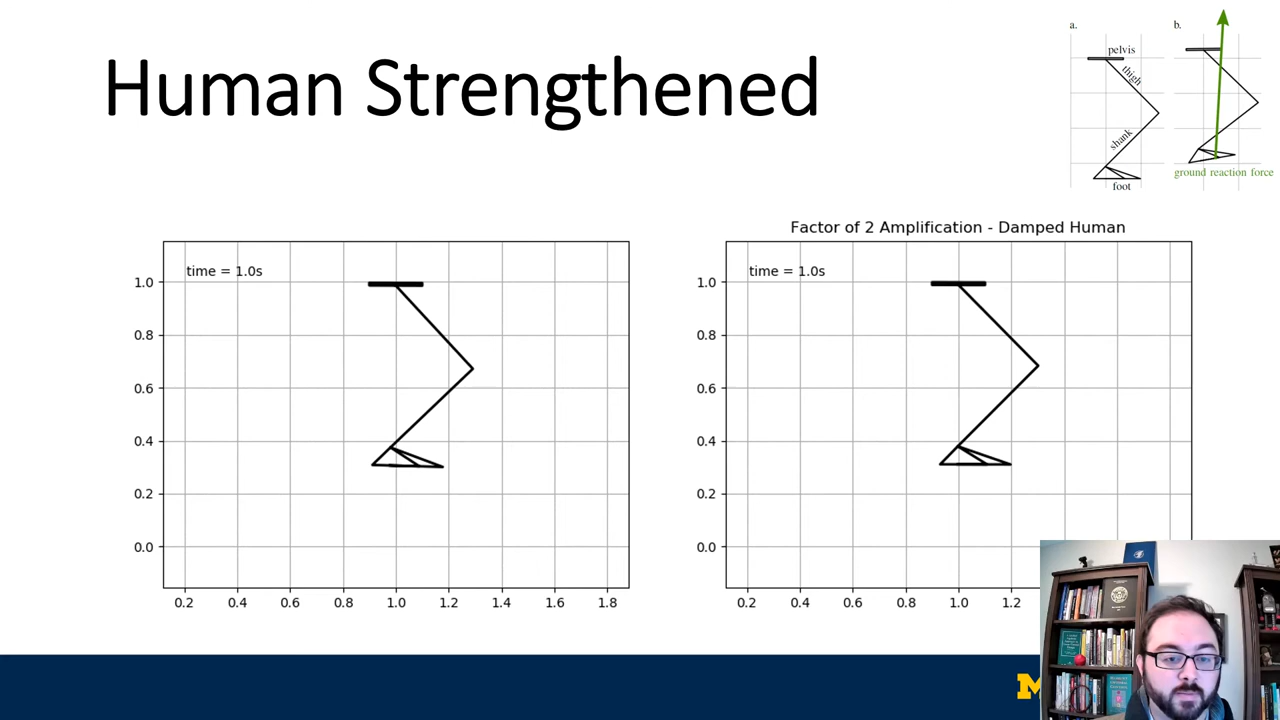 Human Strengthened
a.
b.
pelvis
thigh
shank
foot
ground reaction force
time = 1.0s
1.0
0.8
0.6
0.4
0.2
0.0
0.2 0.4 0.6 0.8 1.0 1.2 1.4 1.6 1.8
Factor of 2 Amplification - Damped Human
time = 1.0s
1.0
0.8
0.6
0.4
0.2
0.0
0.2 0.4 0.6 0.8 1.0 1.2
M